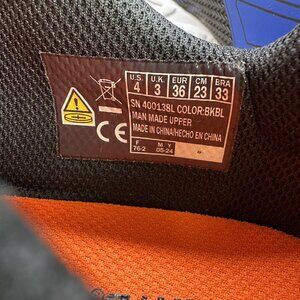 U.S. U.K. EUR CM BRA
4 3 36 23 33
SN 400138L COLOR:BKBL
MAN MADE UPPER
MADE IN CHINA/HECHO EN CHINA
CE
F M Y
76-2 05-24